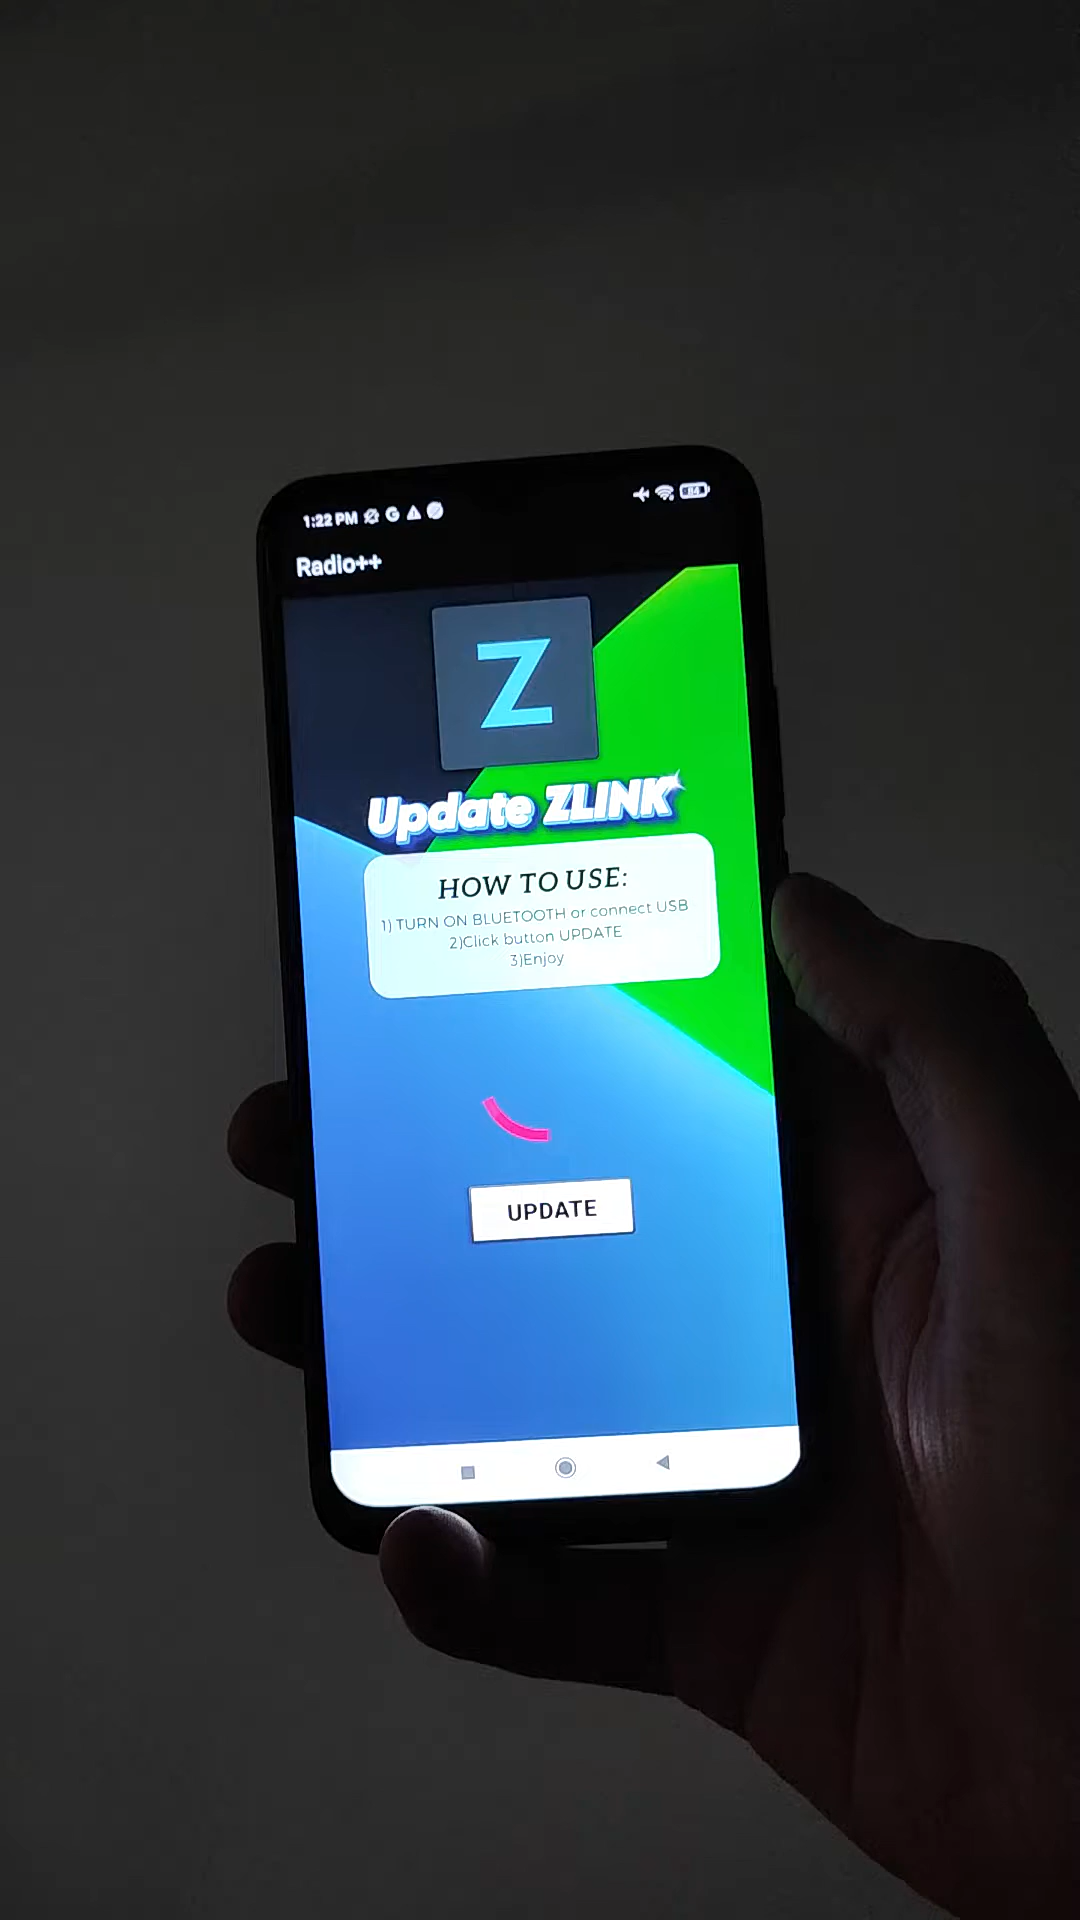 1:22 PM
84
Radio++
Z
Update ZLINK
HOW TO USE:
1) TURN ON BLUETOOTH or connect USB
2)Click button UPDATE
3)Enjoy
UPDATE